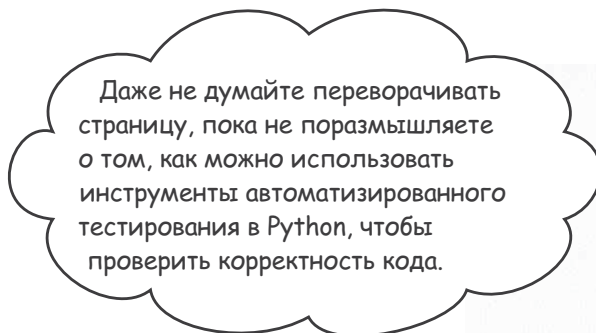 Даже не думайте переворачивать
страницу, пока не поразмышляете
о том, как можно использовать
инструменты автоматизированного
тестирования в Python, чтобы
проверить корректность кода.